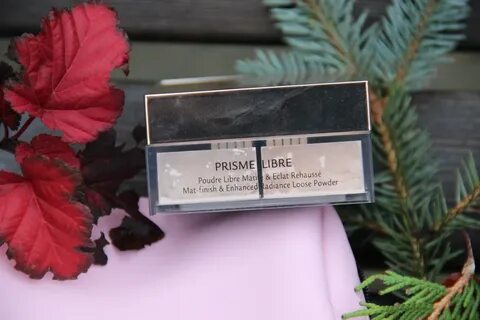 PRISME LIBRE
Poudre Libre Matité & Eclat Rehaussé
Mat-finish & Enhanced Radiance Loose Powder